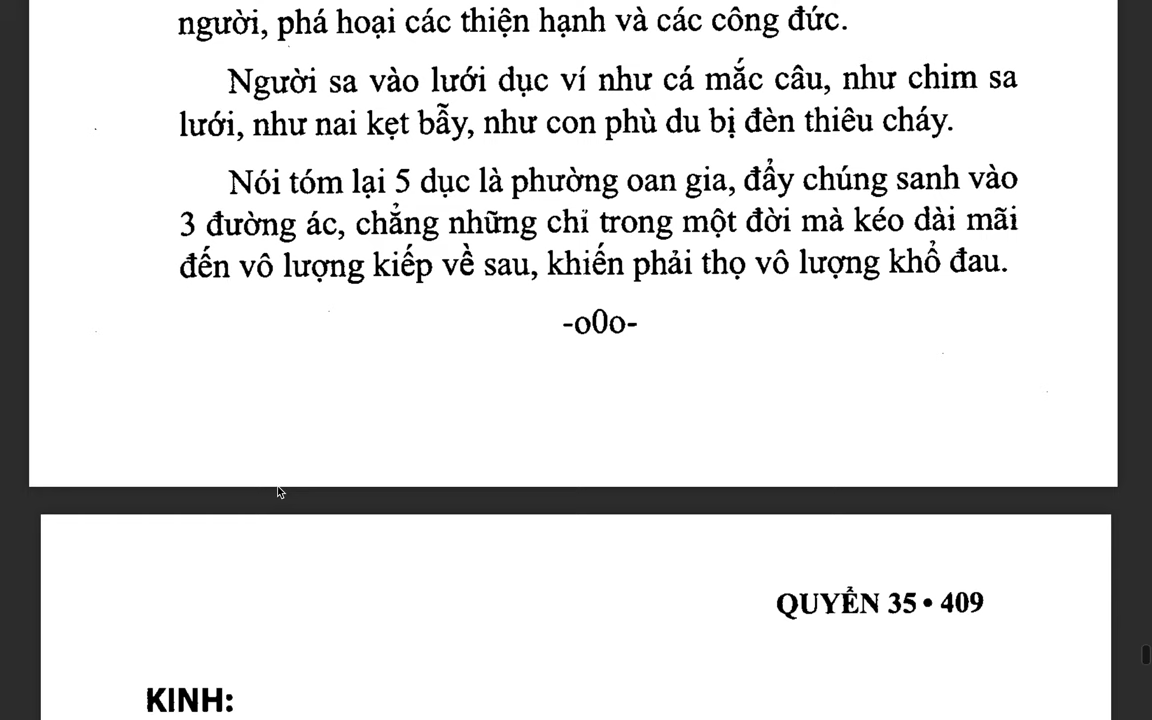 người, phá hoại các thiện hạnh và các công đức.
Người sa vào lưới dục ví như cá mắc câu, như chim sa
lưới, như nai kẹt bẫy, như con phù du bị đèn thiêu cháy.
Nói tóm lại 5 dục là phường oan gia, đẩy chúng sanh vào
3 đường ác, chẳng những chỉ trong một đời mà kéo dài mãi
đến vô lượng kiếp về sau, khiến phải thọ vô lượng khổ đau.
-o0o-
QUYỂN 35 • 409
KINH: